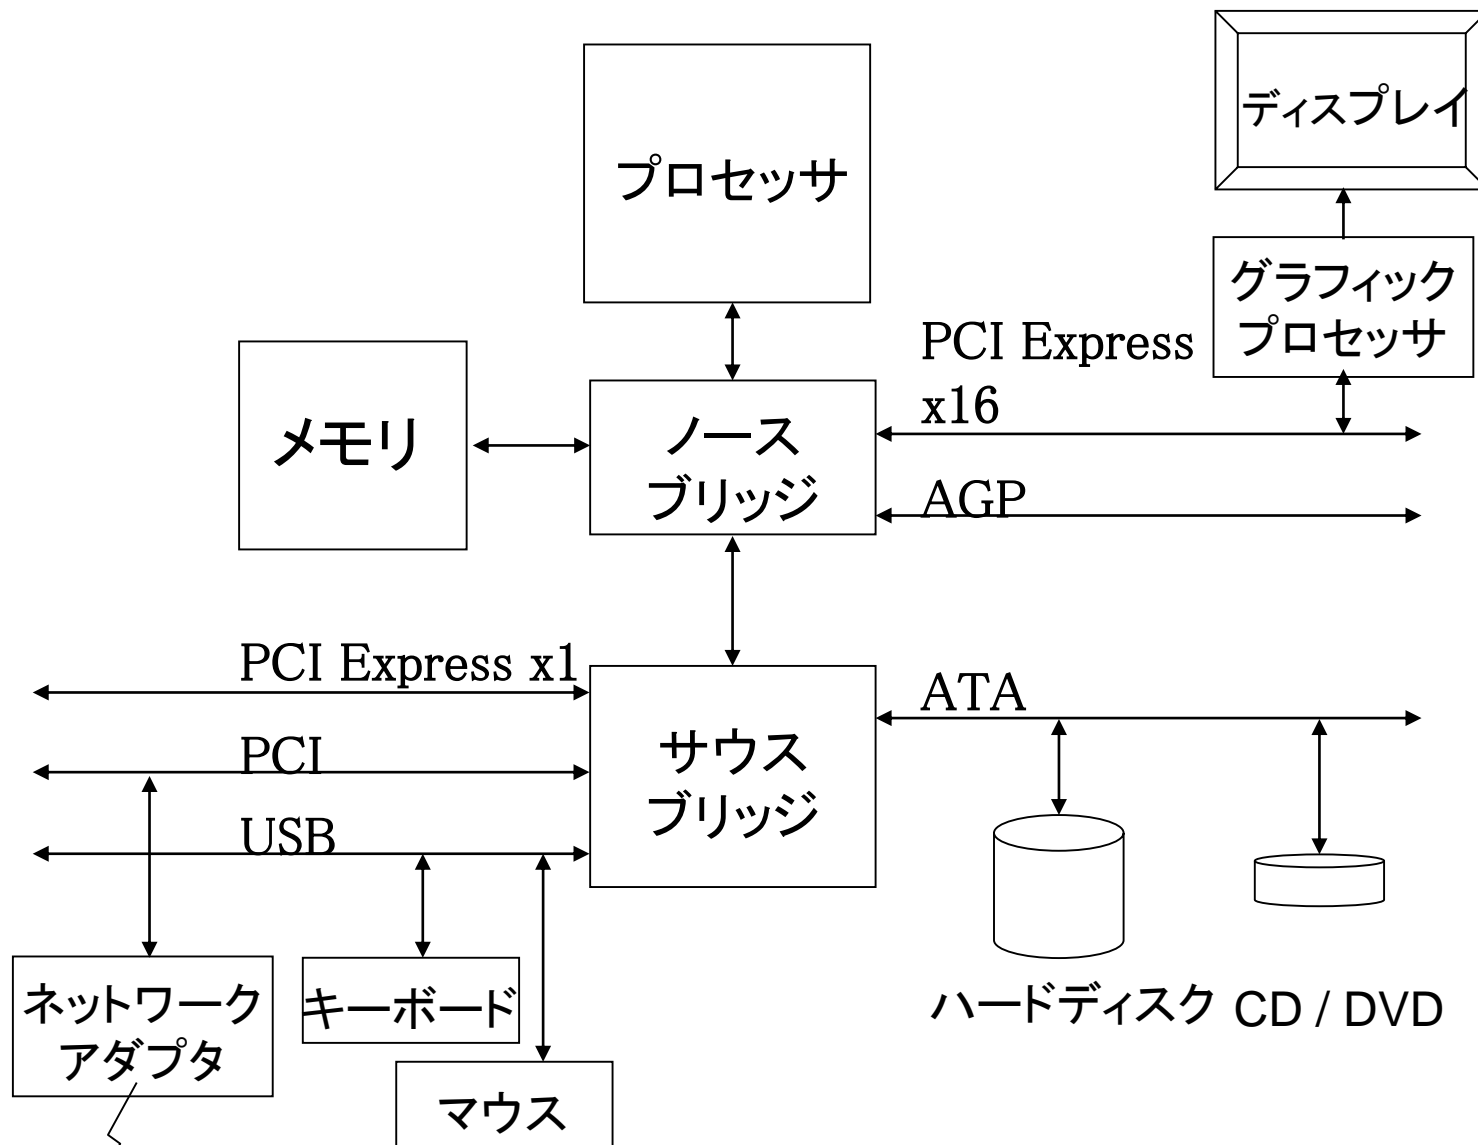 ディスプレイ
プロセッサ
グラフィック
プロセッサ
PCI Express
x16
メモリ
ノース
ブリッジ
AGP
PCI Express x1
ATA
サウス
ブリッジ
PCI
USB
ネットワーク
アダプタ
キーボード
マウス
ハードディスク
CD / DVD